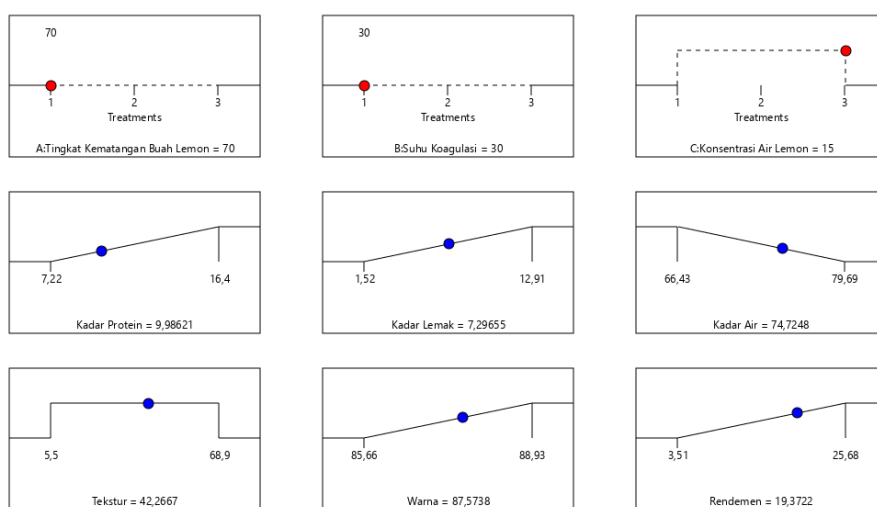 70
1 2 3
Treatments
A:Tingkat Kematangan Buah Lemon = 70
30
1 2 3
Treatments
B:Suhu Koagulasi = 30
1 2 3
Treatments
C:Konsentrasi Air Lemon = 15
7,22 16,4
Kadar Protein = 9,98621
1,52 12,91
Kadar Lemak = 7,29655
66,43 79,69
Kadar Air = 74,7248
5,5 68,9
Tekstur = 42,2667
85,66 88,93
Warna = 87,5738
3,51 25,68
Rendemen = 19,3722